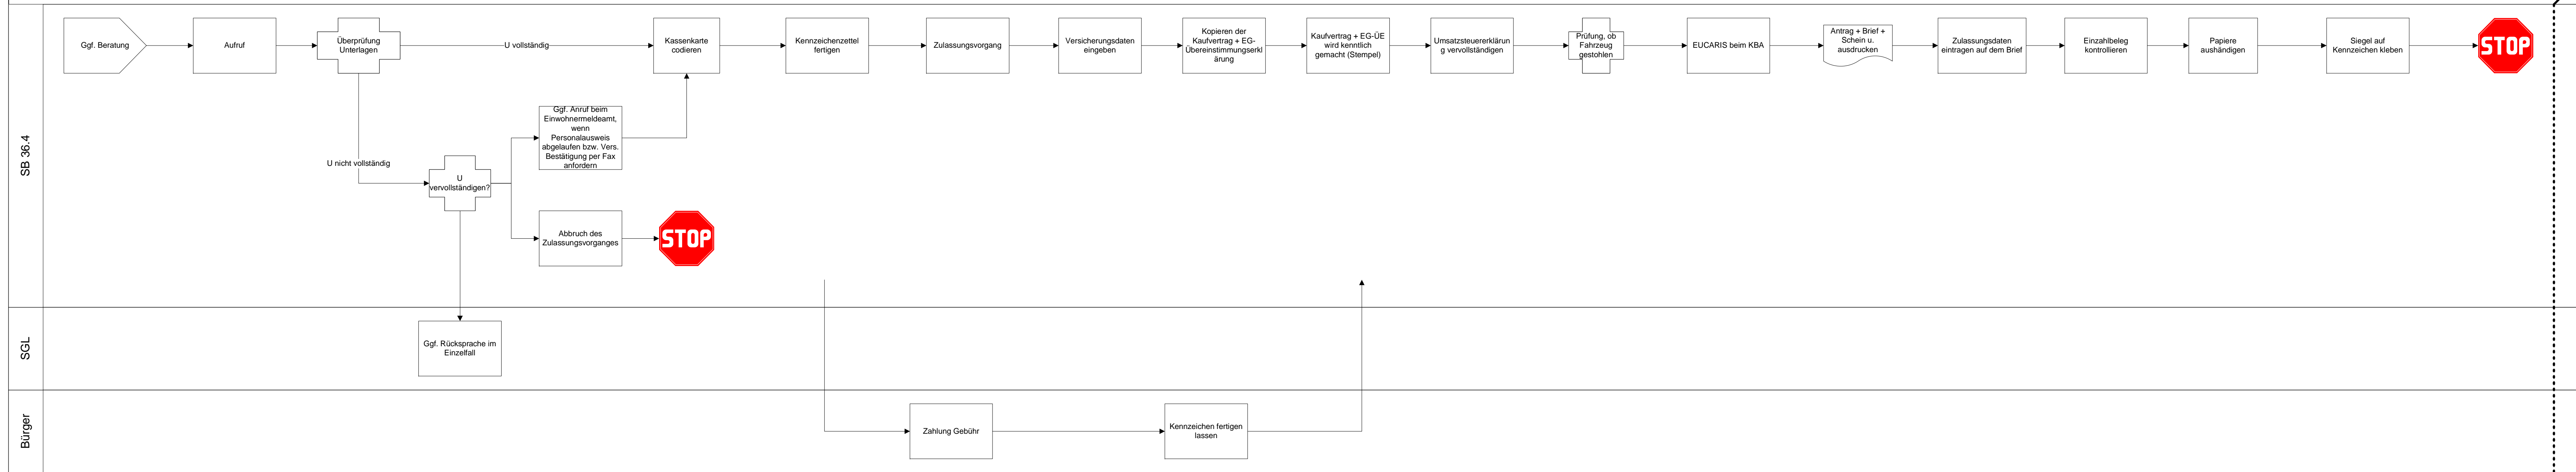 SB 36.4
Ggf. Beratung
Aufruf
Überprüfung
Unterlagen
U vollständig
Kassenkarte
codieren
Kennzeichenzettel
fertigen
Zulassungsvorgang
Versicherungsdaten
eingeben
Kopieren der
Kaufvertrag + EG-
Übereinstimmungserkl
ärung
Kaufvertrag + EG-ÜE
wird kenntlich
gemacht (Stempel)
Umsatzsteuererklärun
g vervollständigen
Prüfung, ob
Fahrzeug
gestohlen
EUCARIS beim KBA
Antrag + Brief +
Schein u.
ausdrucken
Zulassungsdaten
eintragen auf dem Brief
Einzahlbeleg
kontrollieren
Papiere
aushändigen
Siegel auf
Kennzeichen kleben
STOP
U nicht vollständig
U
vervollständigen?
Ggf. Anruf beim
Einwohnermeldeamt,
wenn
Personalausweis
abgelaufen bzw. Vers.
Bestätigung per Fax
anfordern
Abbruch des
Zulassungsvorganges
STOP
SGL
Ggf. Rücksprache im
Einzelfall
Bürger
Zahlung Gebühr
Kennzeichen fertigen
lassen